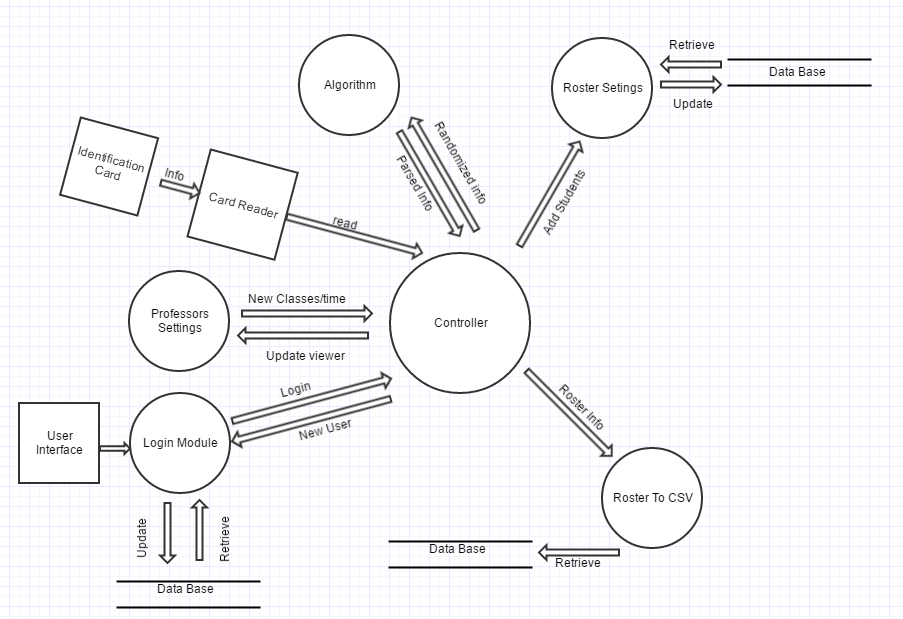 Algorithm
Retrieve
Roster Setings
Data Base
Update
Identification
Card
Info
Card Reader
read
Randomized info
Parsed Info
Add Students
Professors
Settings
New Classes/time
Update viewer
Controller
Login
New User
User
Interface
Login Module
Roster Info
Roster To CSV
Update
Retrieve
Data Base
Data Base
Retrieve